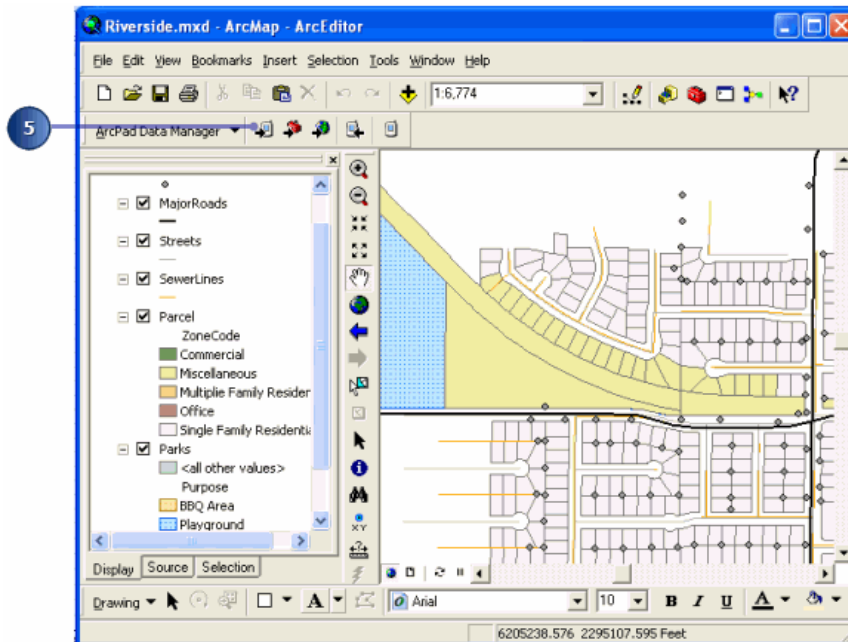 Riverside.mxd - ArcMap - ArcEditor
File Edit View Bookmarks Insert Selection Tools Window Help
1:6,774
5
ArcPad Data Manager
MajorRoads
Streets
SewerLines
Parcel
ZoneCode
Commercial
Miscellaneous
Multiplie Family Resider
Office
Single Family Residentia
Parks
<all other values>
Purpose
BBQ Area
Playground
XY
Display Source Selection
Drawing A Arial 10 B I U A
6205238.576 2295107.595 Feet